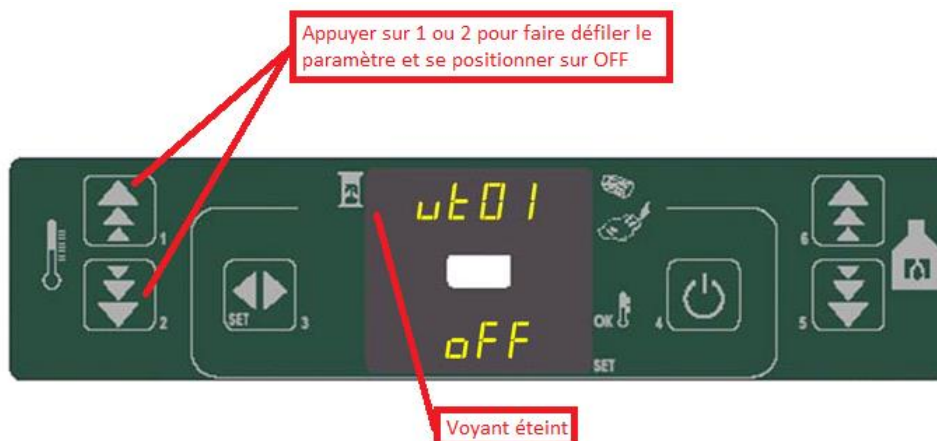 Appuyer sur 1 ou 2 pour faire défiler le
paramètre et se positionner sur OFF
1
2
SET 3
ut01
oFF
OK
SET
4
6
5
Voyant éteint